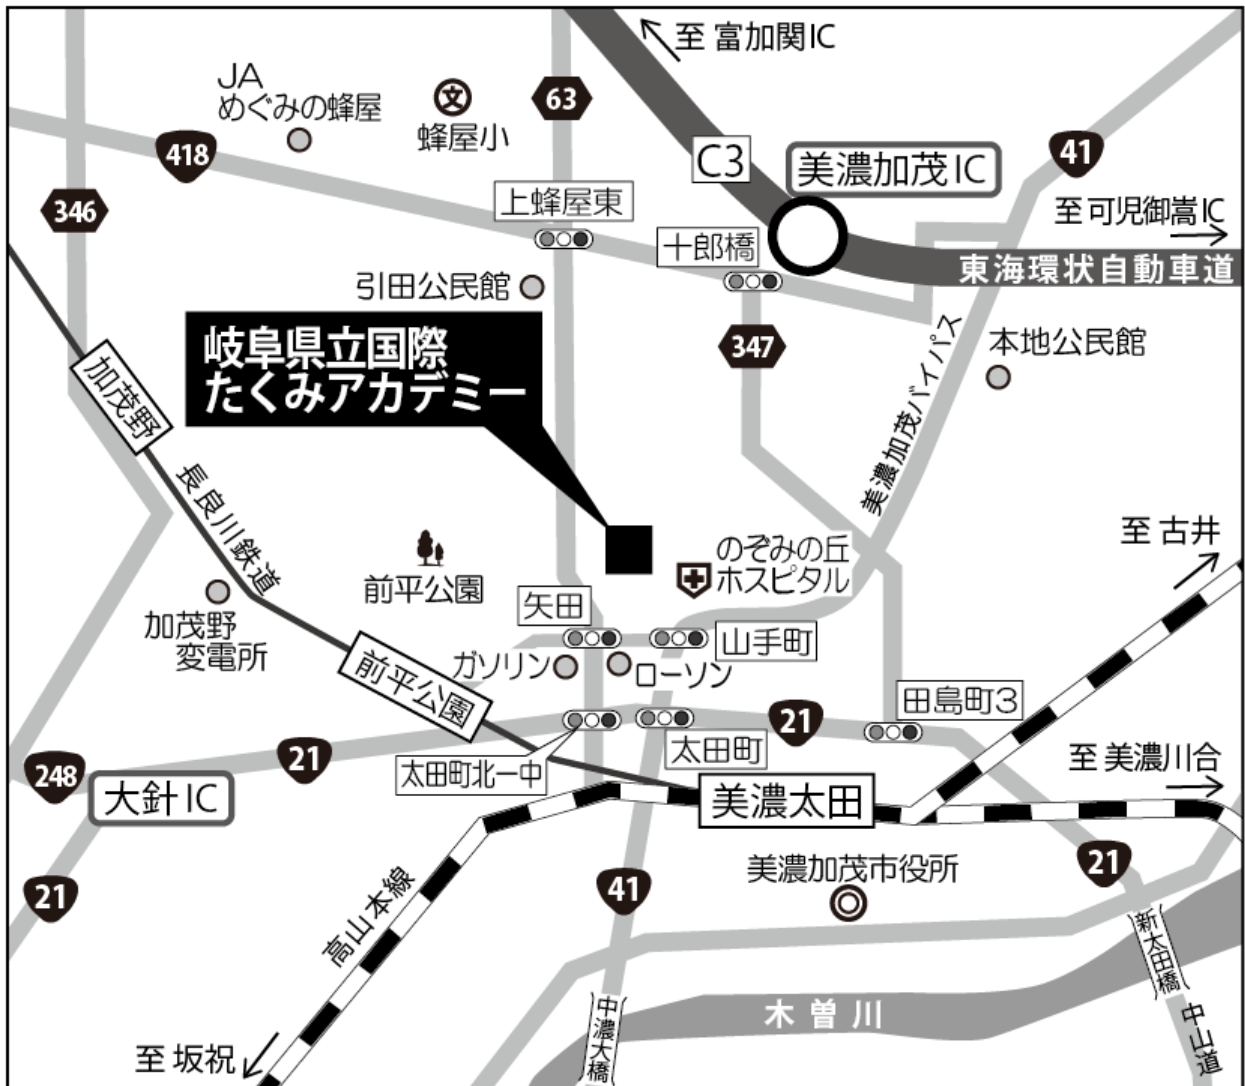 至 富加関IC
JA
めぐみの蜂屋
文
蜂屋小
63
C3
美濃加茂IC
41
418
346
上蜂屋東
十郎橋
至 可児御嵩IC
東海環状自動車道
引田公民館
岐阜県立国際
たくみアカデミー
347
本地公民館
美濃加茂バイパス
加茂野
長良川鉄道
至 古井
前平公園
のぞみの丘
ホスピタル
加茂野
変電所
矢田
山手町
ガソリン
ローソン
前平公園
田島町3
21
太田町
21
太田町北一中
248
大針IC
至 美濃川合
美濃太田
21
21
41
美濃加茂市役所
高山本線
新太田橋
中濃大橋
木曽川
中山道
至 坂祝